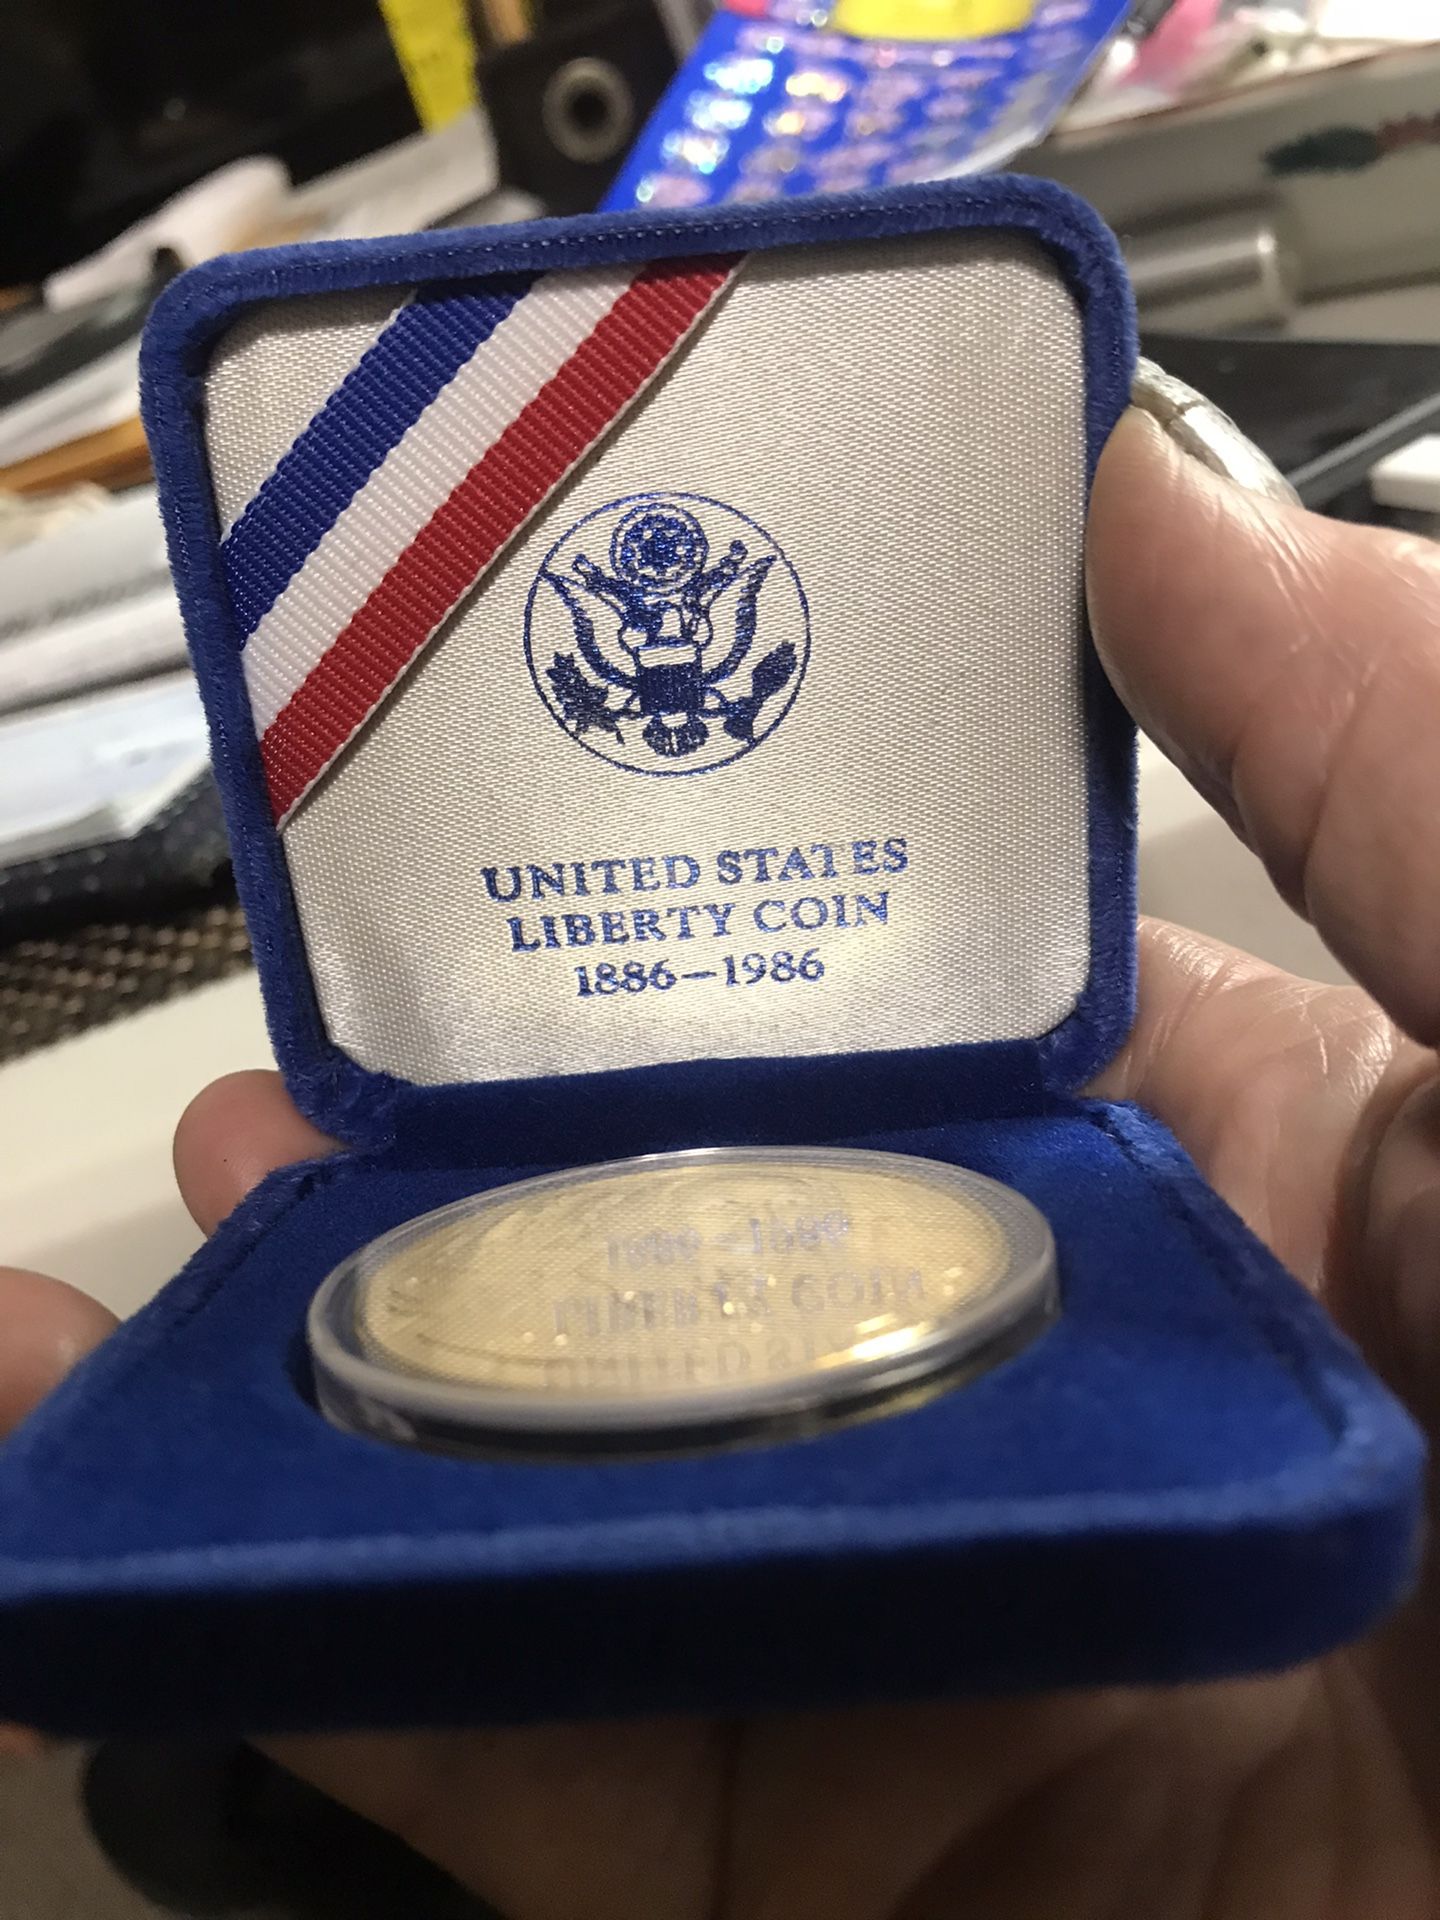 UNITED STATES
LIBERTY COIN
1886–1986